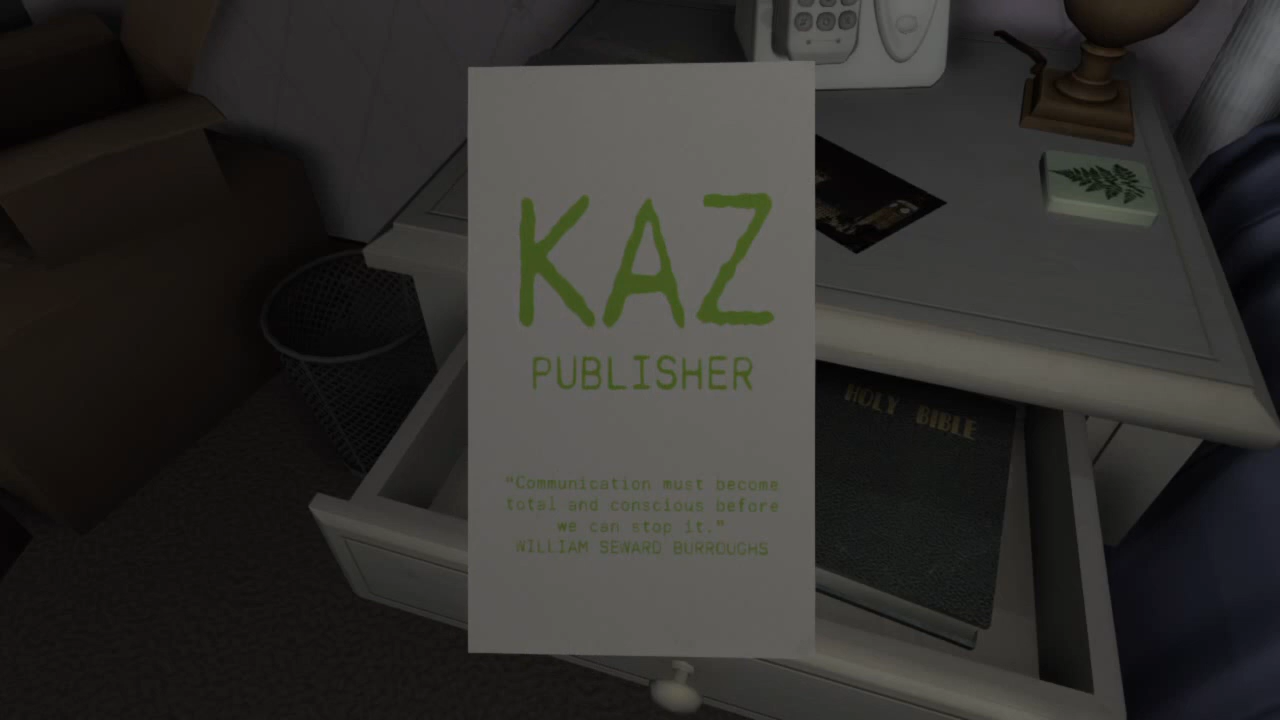 KAZ
PUBLISHER
"Communication must become
total and conscious before
we can stop it."
WILLIAM SEWARD BURROUGHS
HOLY BIBLE